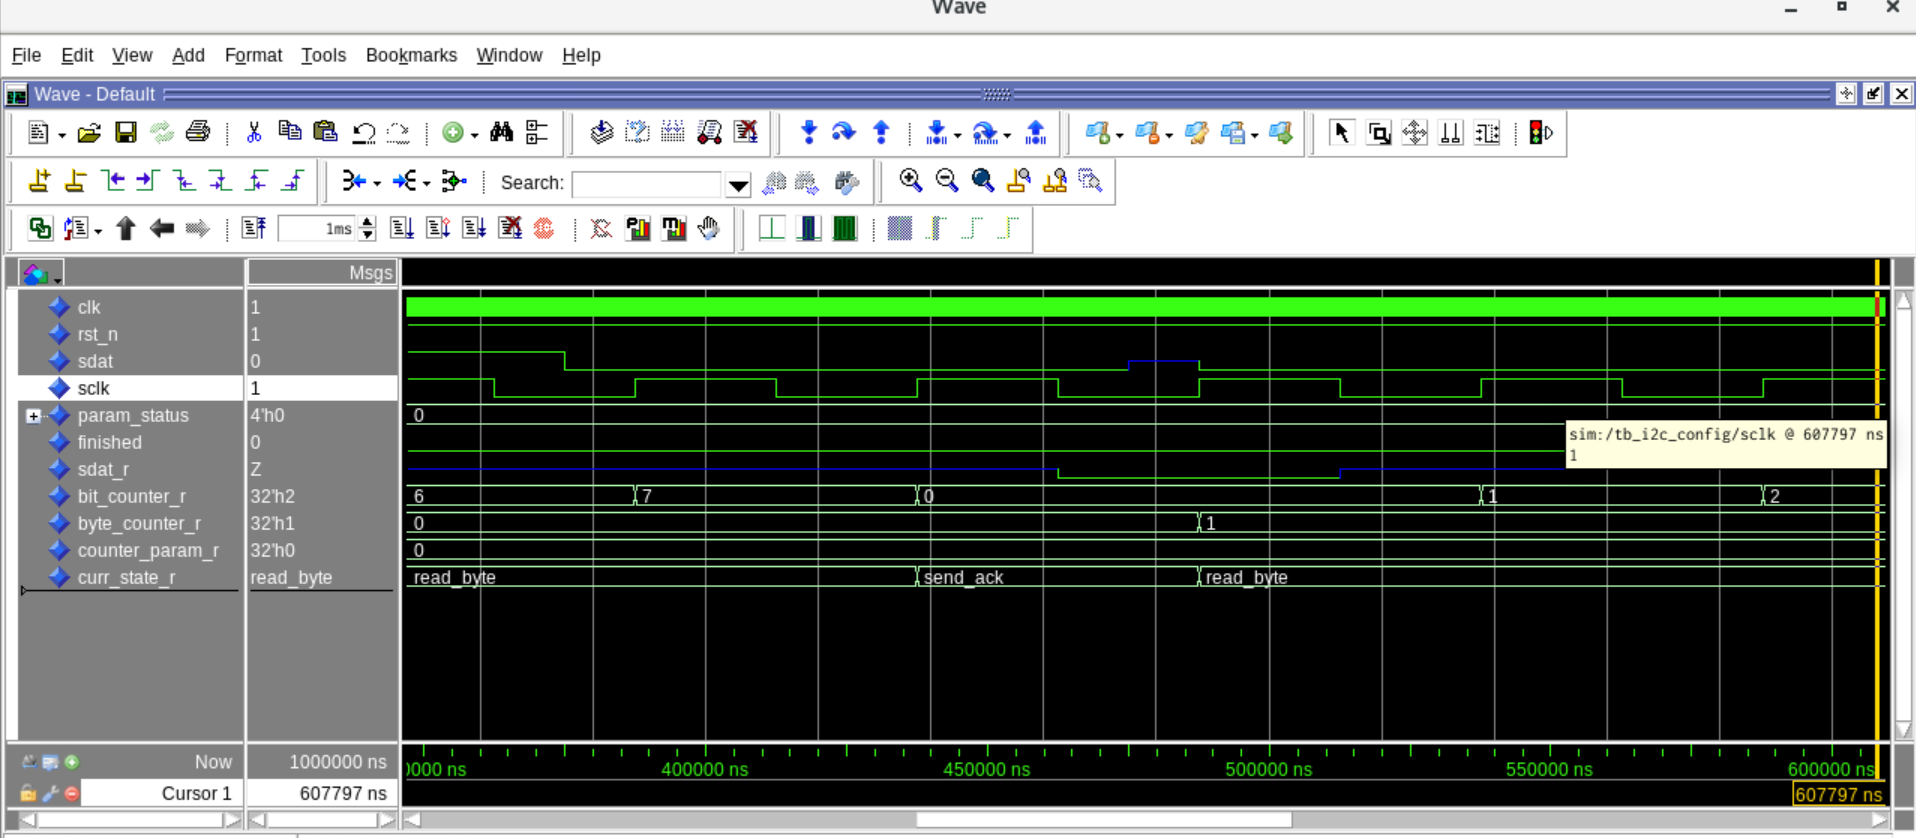 Wave
File Edit View Add Format Tools Bookmarks Window Help
Wave - Default
Search:
1ms
Msgs
clk 1
rst_n 1
sdat 0
sclk 1
param_status 4'h0 0
finished 0
sim:/tb_i2c_config/sclk @ 607797 ns
1
sdat_r Z
bit_counter_r 32'h2 6 7 0 1 2
byte_counter_r 32'h1 0 1
counter_param_r 32'h0 0
curr_state_r read_byte read_byte send_ack read_byte
Now 1000000 ns 0000 ns 400000 ns 450000 ns 500000 ns 550000 ns 600000 ns
Cursor 1 607797 ns 607797 ns